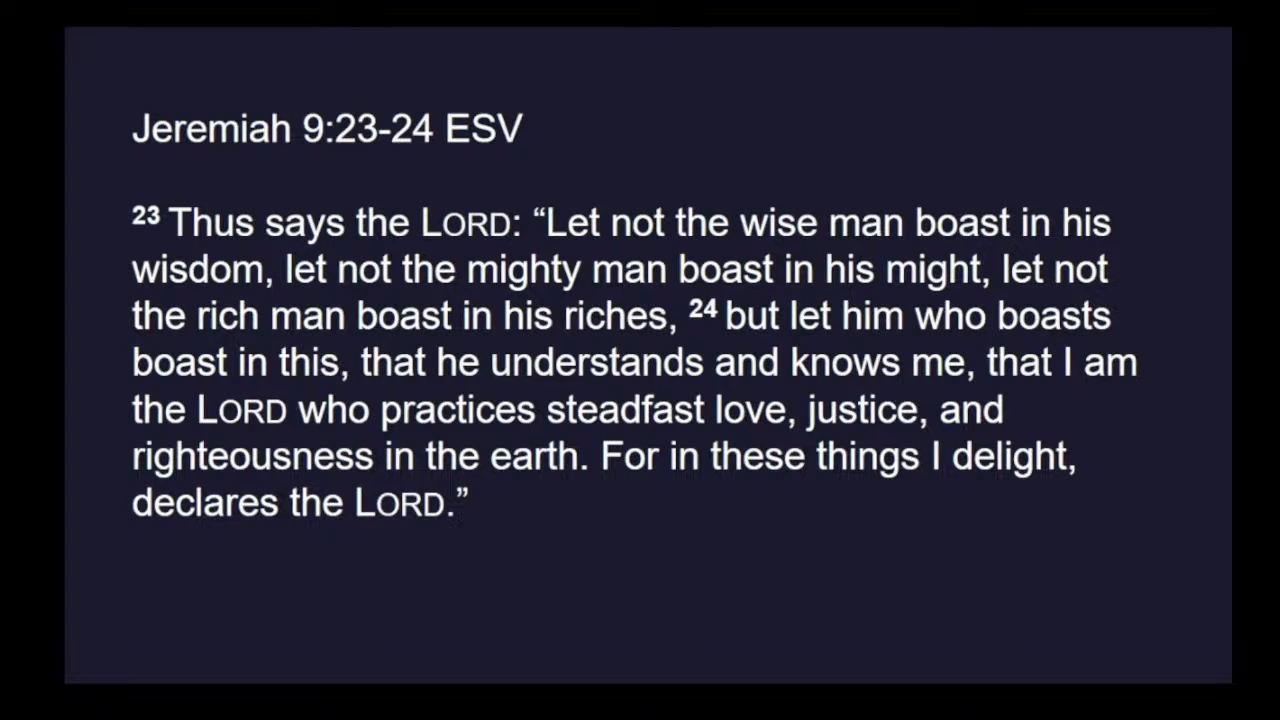 Jeremiah 9:23-24 ESV
23 Thus says the LORD: “Let not the wise man boast in his
wisdom, let not the mighty man boast in his might, let not
the rich man boast in his riches, 24 but let him who boasts
boast in this, that he understands and knows me, that I am
the LORD who practices steadfast love, justice, and
righteousness in the earth. For in these things I delight,
declares the LORD.”